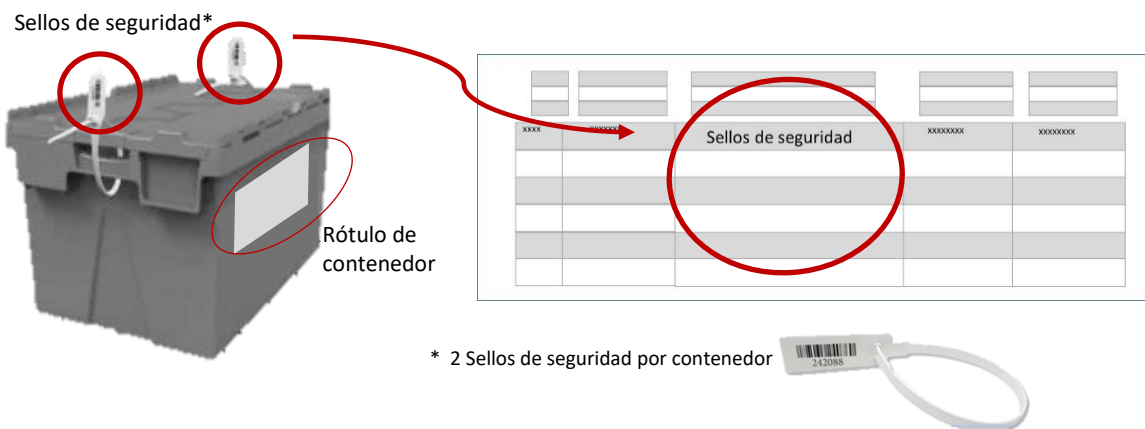 Sellos de seguridad*
xxxx
xxxxxxx
Sellos de seguridad
xxxxxxxx
xxxxxxxx
Rótulo de
contenedor
* 2 Sellos de seguridad por contenedor
242088